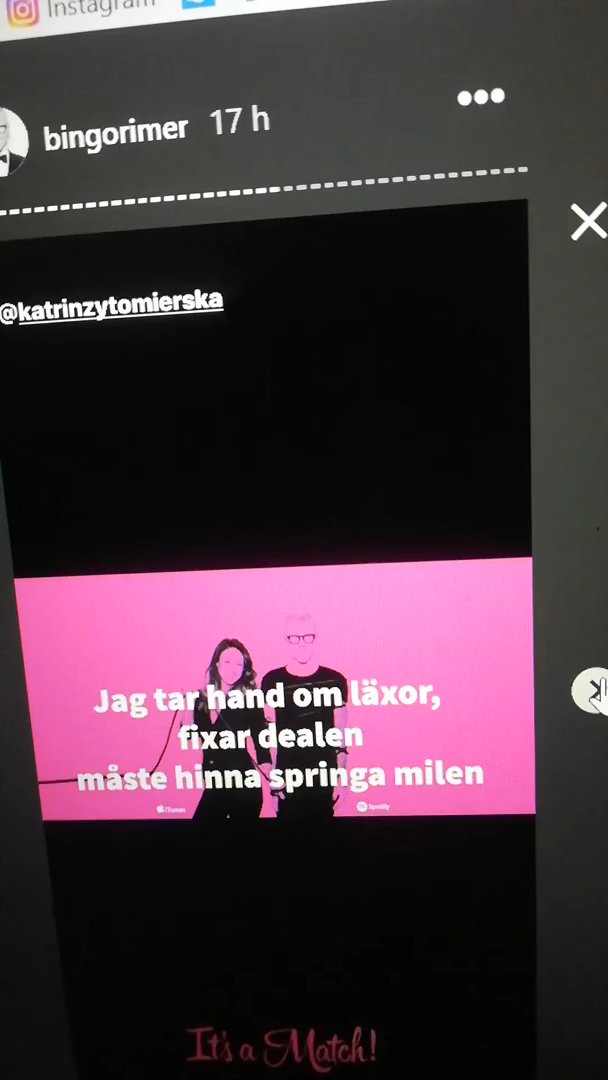 Instagram
bingorimer 17 h
@katrinzytomierska
Jag tar hand om läxor,
fixar dealen
måste hinna springa milen
iTunes Spotify
It's a Match!